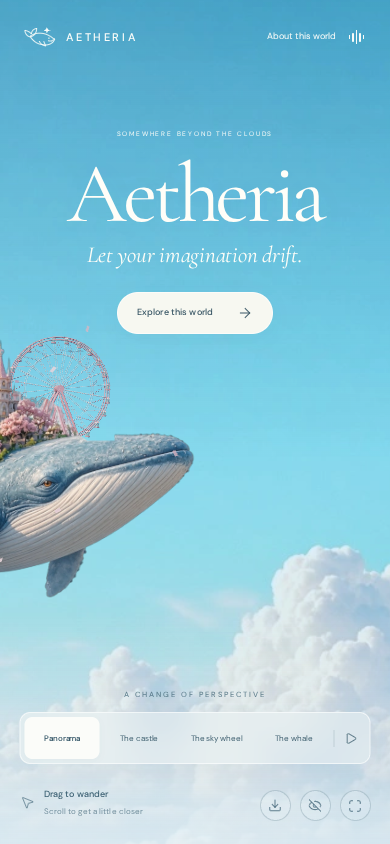 AETHERIA
About this world
SOMEWHERE BEYOND THE CLOUDS
Aetheria
Let your imagination drift.
Explore this world
A CHANGE OF PERSPECTIVE
Panorama
The castle
The sky wheel
The whale
Drag to wander
Scroll to get a little closer